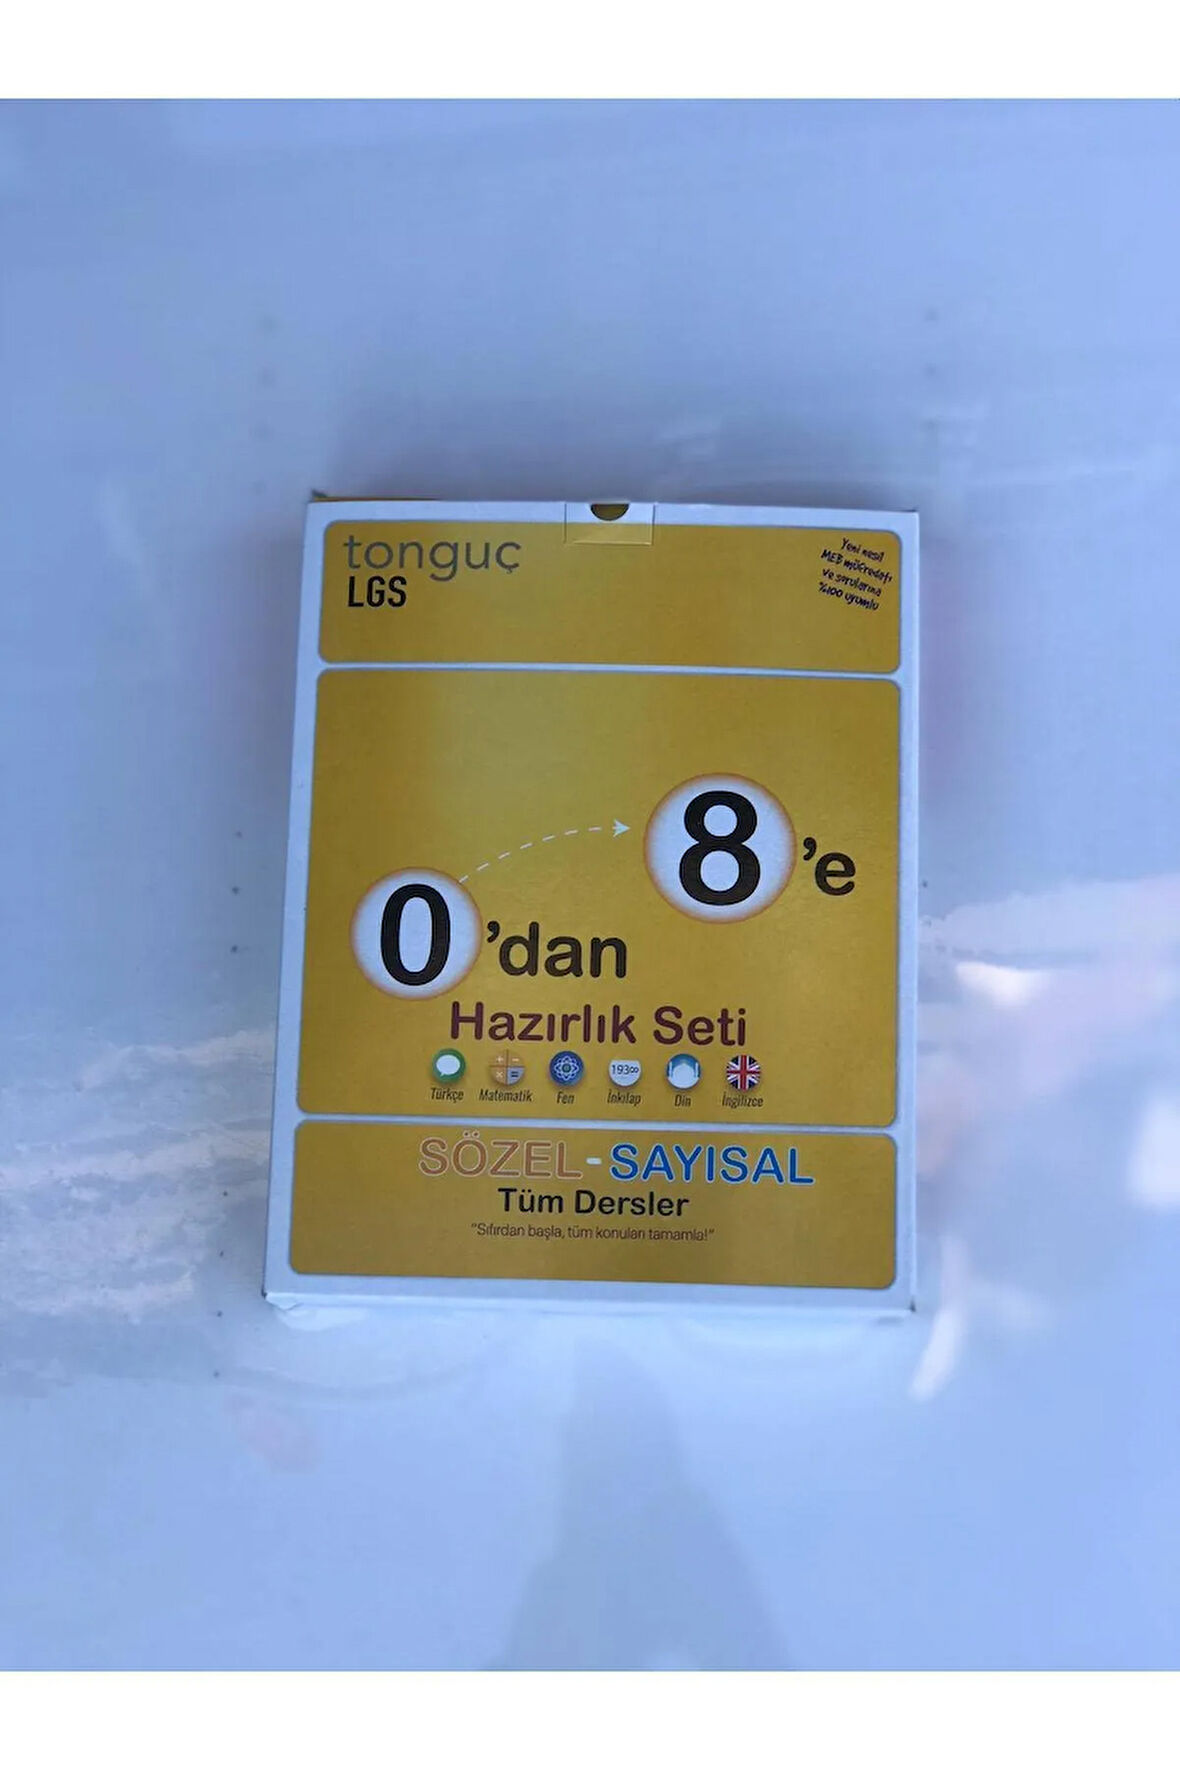 tonguç
LGS
Yeni nesil
MEB müfredatı
ve sorularına
%100 uyumlu
8'e
0'dan
Hazırlık Seti
Türkçe Matematik Fen İnkılap Din İngilizce
193∞
SÖZEL-SAYISAL
Tüm Dersler
"Sıfırdan başla, tüm konuları tamamla!"